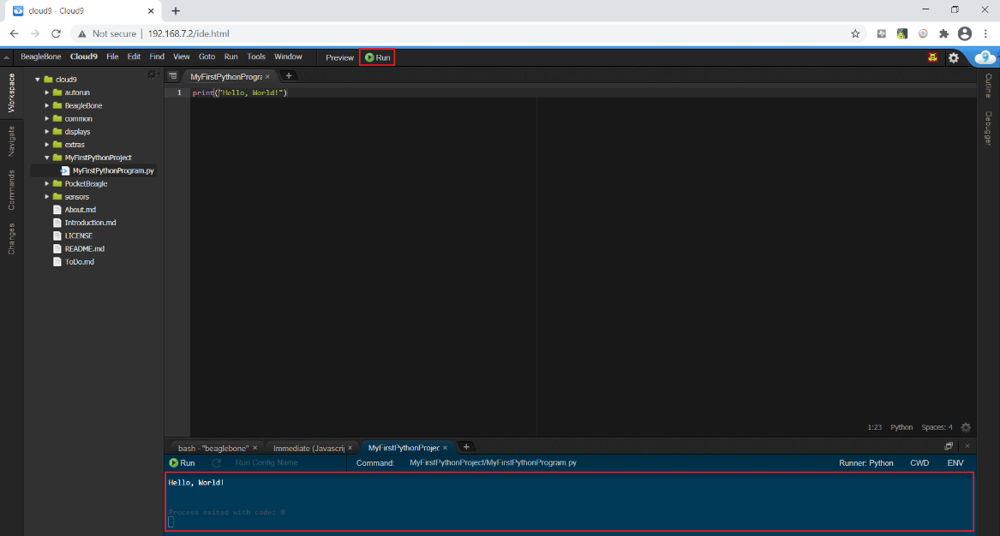 cloud9 - Cloud9
Not secure | 192.168.7.2/ide.html
BeagleBone Cloud9 File Edit Find View Goto Run Tools Window Preview Run
Workspace
Navigate
Commands
Changes
cloud9
autorun
BeagleBone
common
displays
extras
MyFirstPythonProject
MyFirstPythonProgram.py
PocketBeagle
sensors
About.md
Introduction.md
LICENSE
README.md
ToDo.md
MyFirstPythonProgra
1 print("Hello, World!")
Outline
Debugger
1:23 Python Spaces: 4
bash - "beaglebone" Immediate (Javascrip MyFirstPythonProjec
Run Run Config Name Command: MyFirstPythonProject/MyFirstPythonProgram.py Runner: Python CWD ENV
Hello, World!
Process exited with code: 0